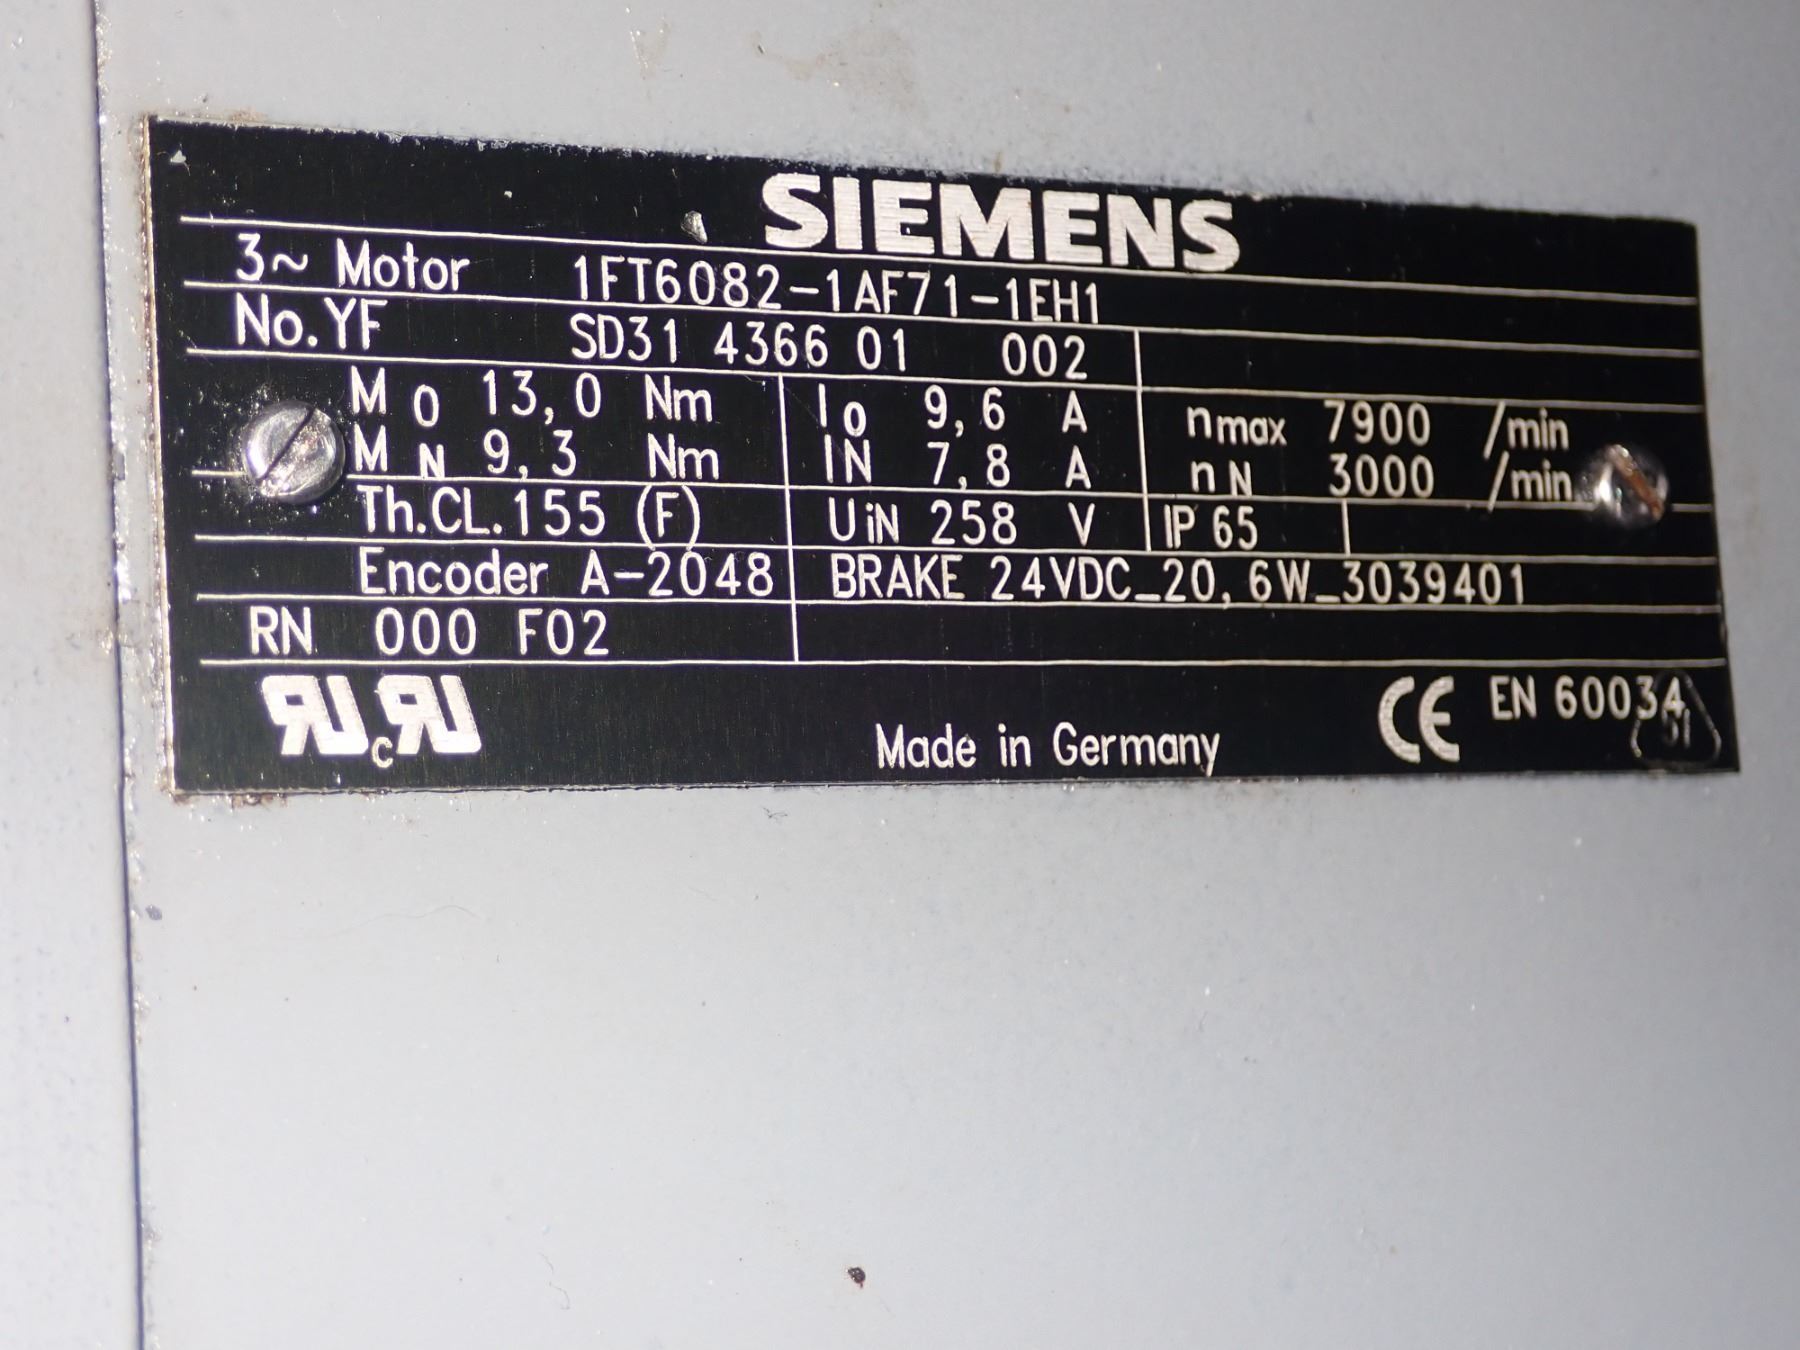 SIEMENS
3~ Motor 1FT6082-1AF71-1EH1
No.YF SD31 4366 01 002
M0 13,0 Nm I0 9,6 A nmax 7900 /min
MN 9,3 Nm IN 7,8 A nN 3000 /min
Th.CL.155 (F) UiN 258 V IP 65
Encoder A-2048 BRAKE 24VDC_20,6W_3039401
RN 000 F02
Made in Germany CE EN 60034